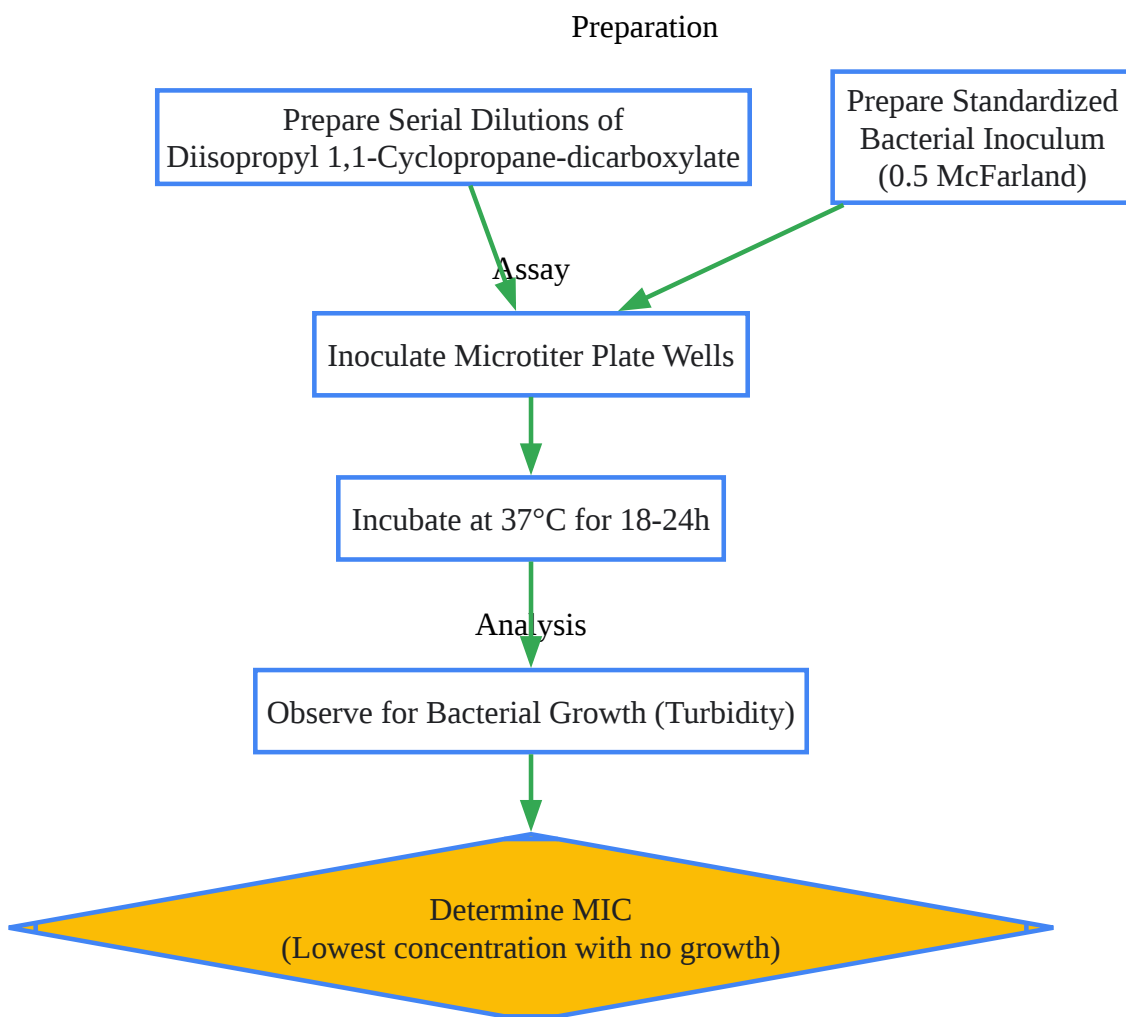 Preparation
Prepare Serial Dilutions of
Diisopropyl 1,1-Cyclopropane-dicarboxylate
Prepare Standardized
Bacterial Inoculum
(0.5 McFarland)
Assay
Inoculate Microtiter Plate Wells
Incubate at 37°C for 18-24h
Analysis
Observe for Bacterial Growth (Turbidity)
Determine MIC
(Lowest concentration with no growth)